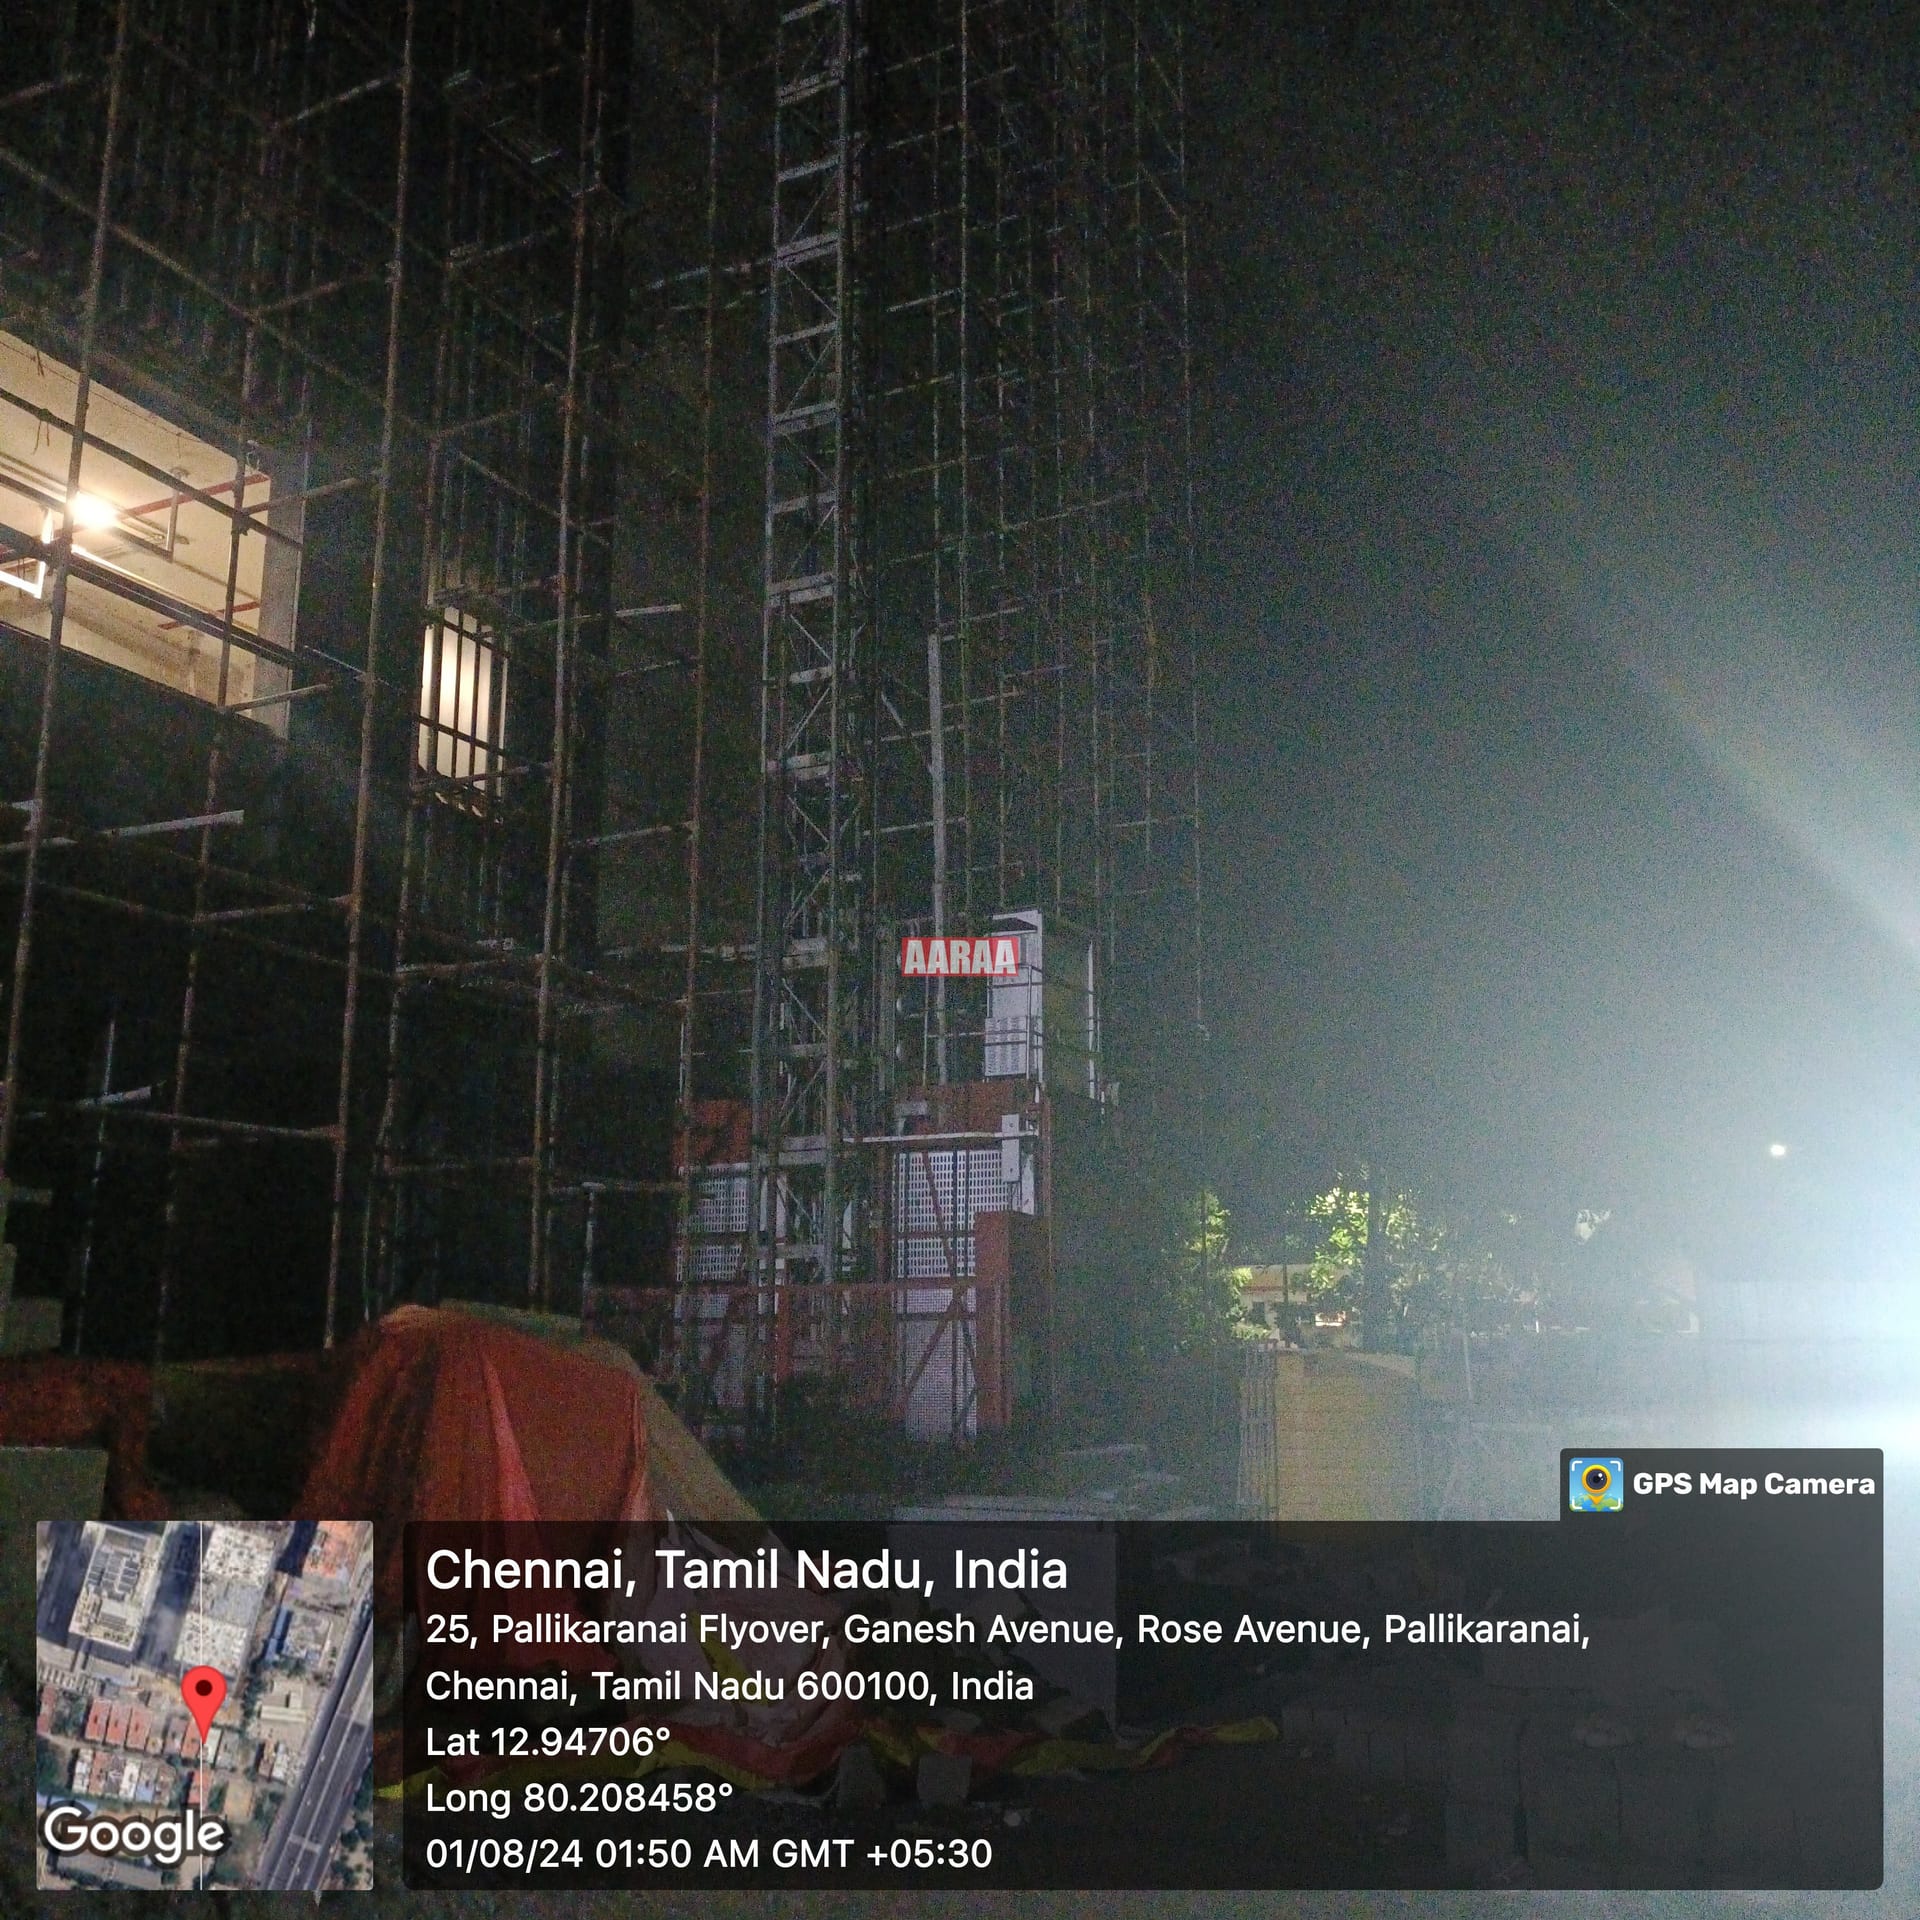 AARAA
GPS Map Camera
Chennai, Tamil Nadu, India
25, Pallikaranai Flyover, Ganesh Avenue, Rose Avenue, Pallikaranai,
Chennai, Tamil Nadu 600100, India
Lat 12.94706°
Long 80.208458°
01/08/24 01:50 AM GMT +05:30
Google